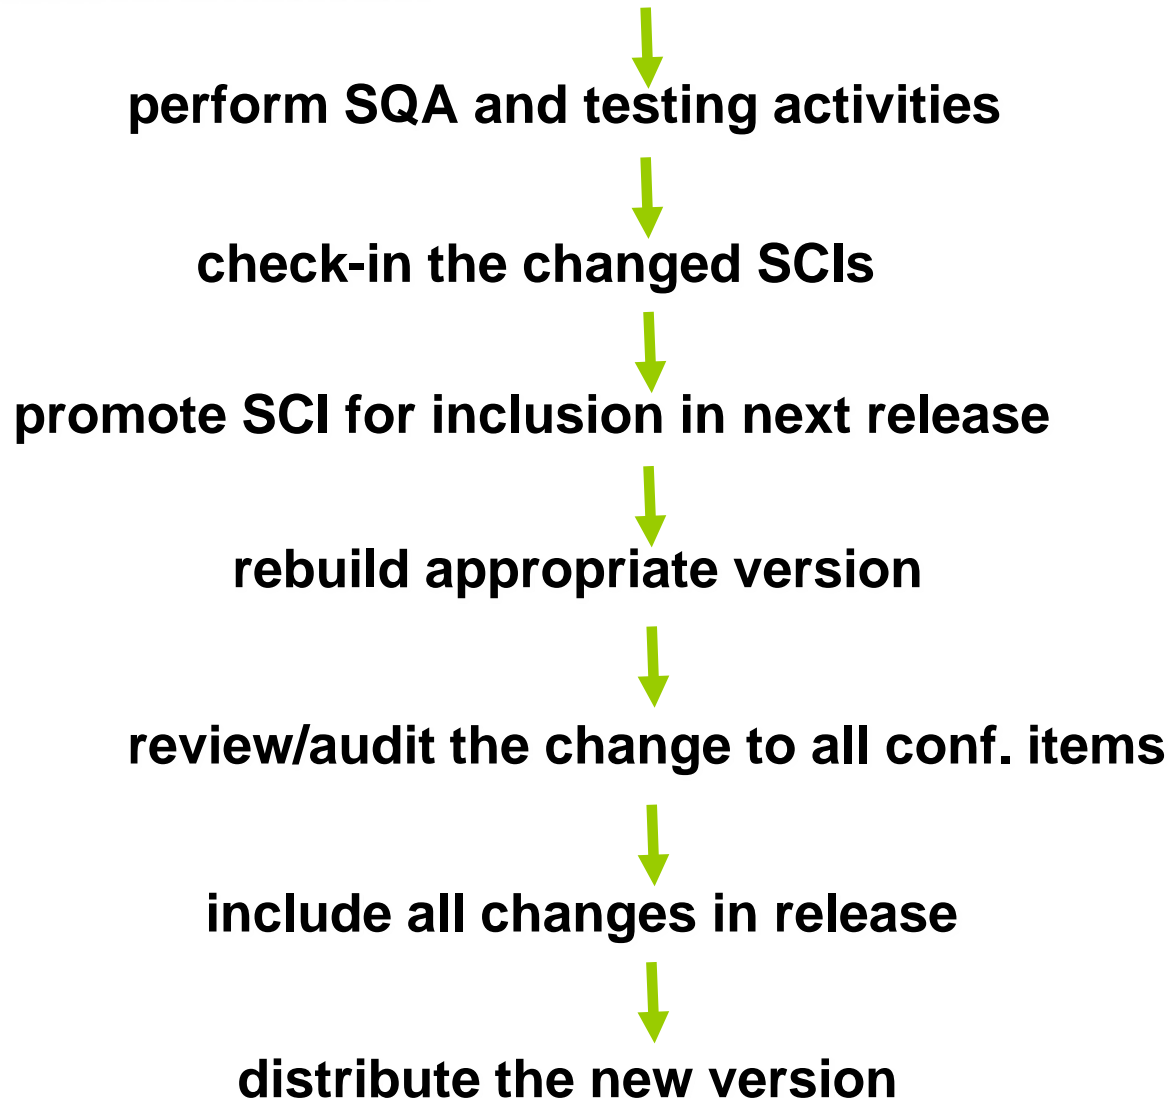 perform SQA and testing activities
check-in the changed SCIs
promote SCI for inclusion in next release
rebuild appropriate version
review/audit the change to all conf. items
include all changes in release
distribute the new version